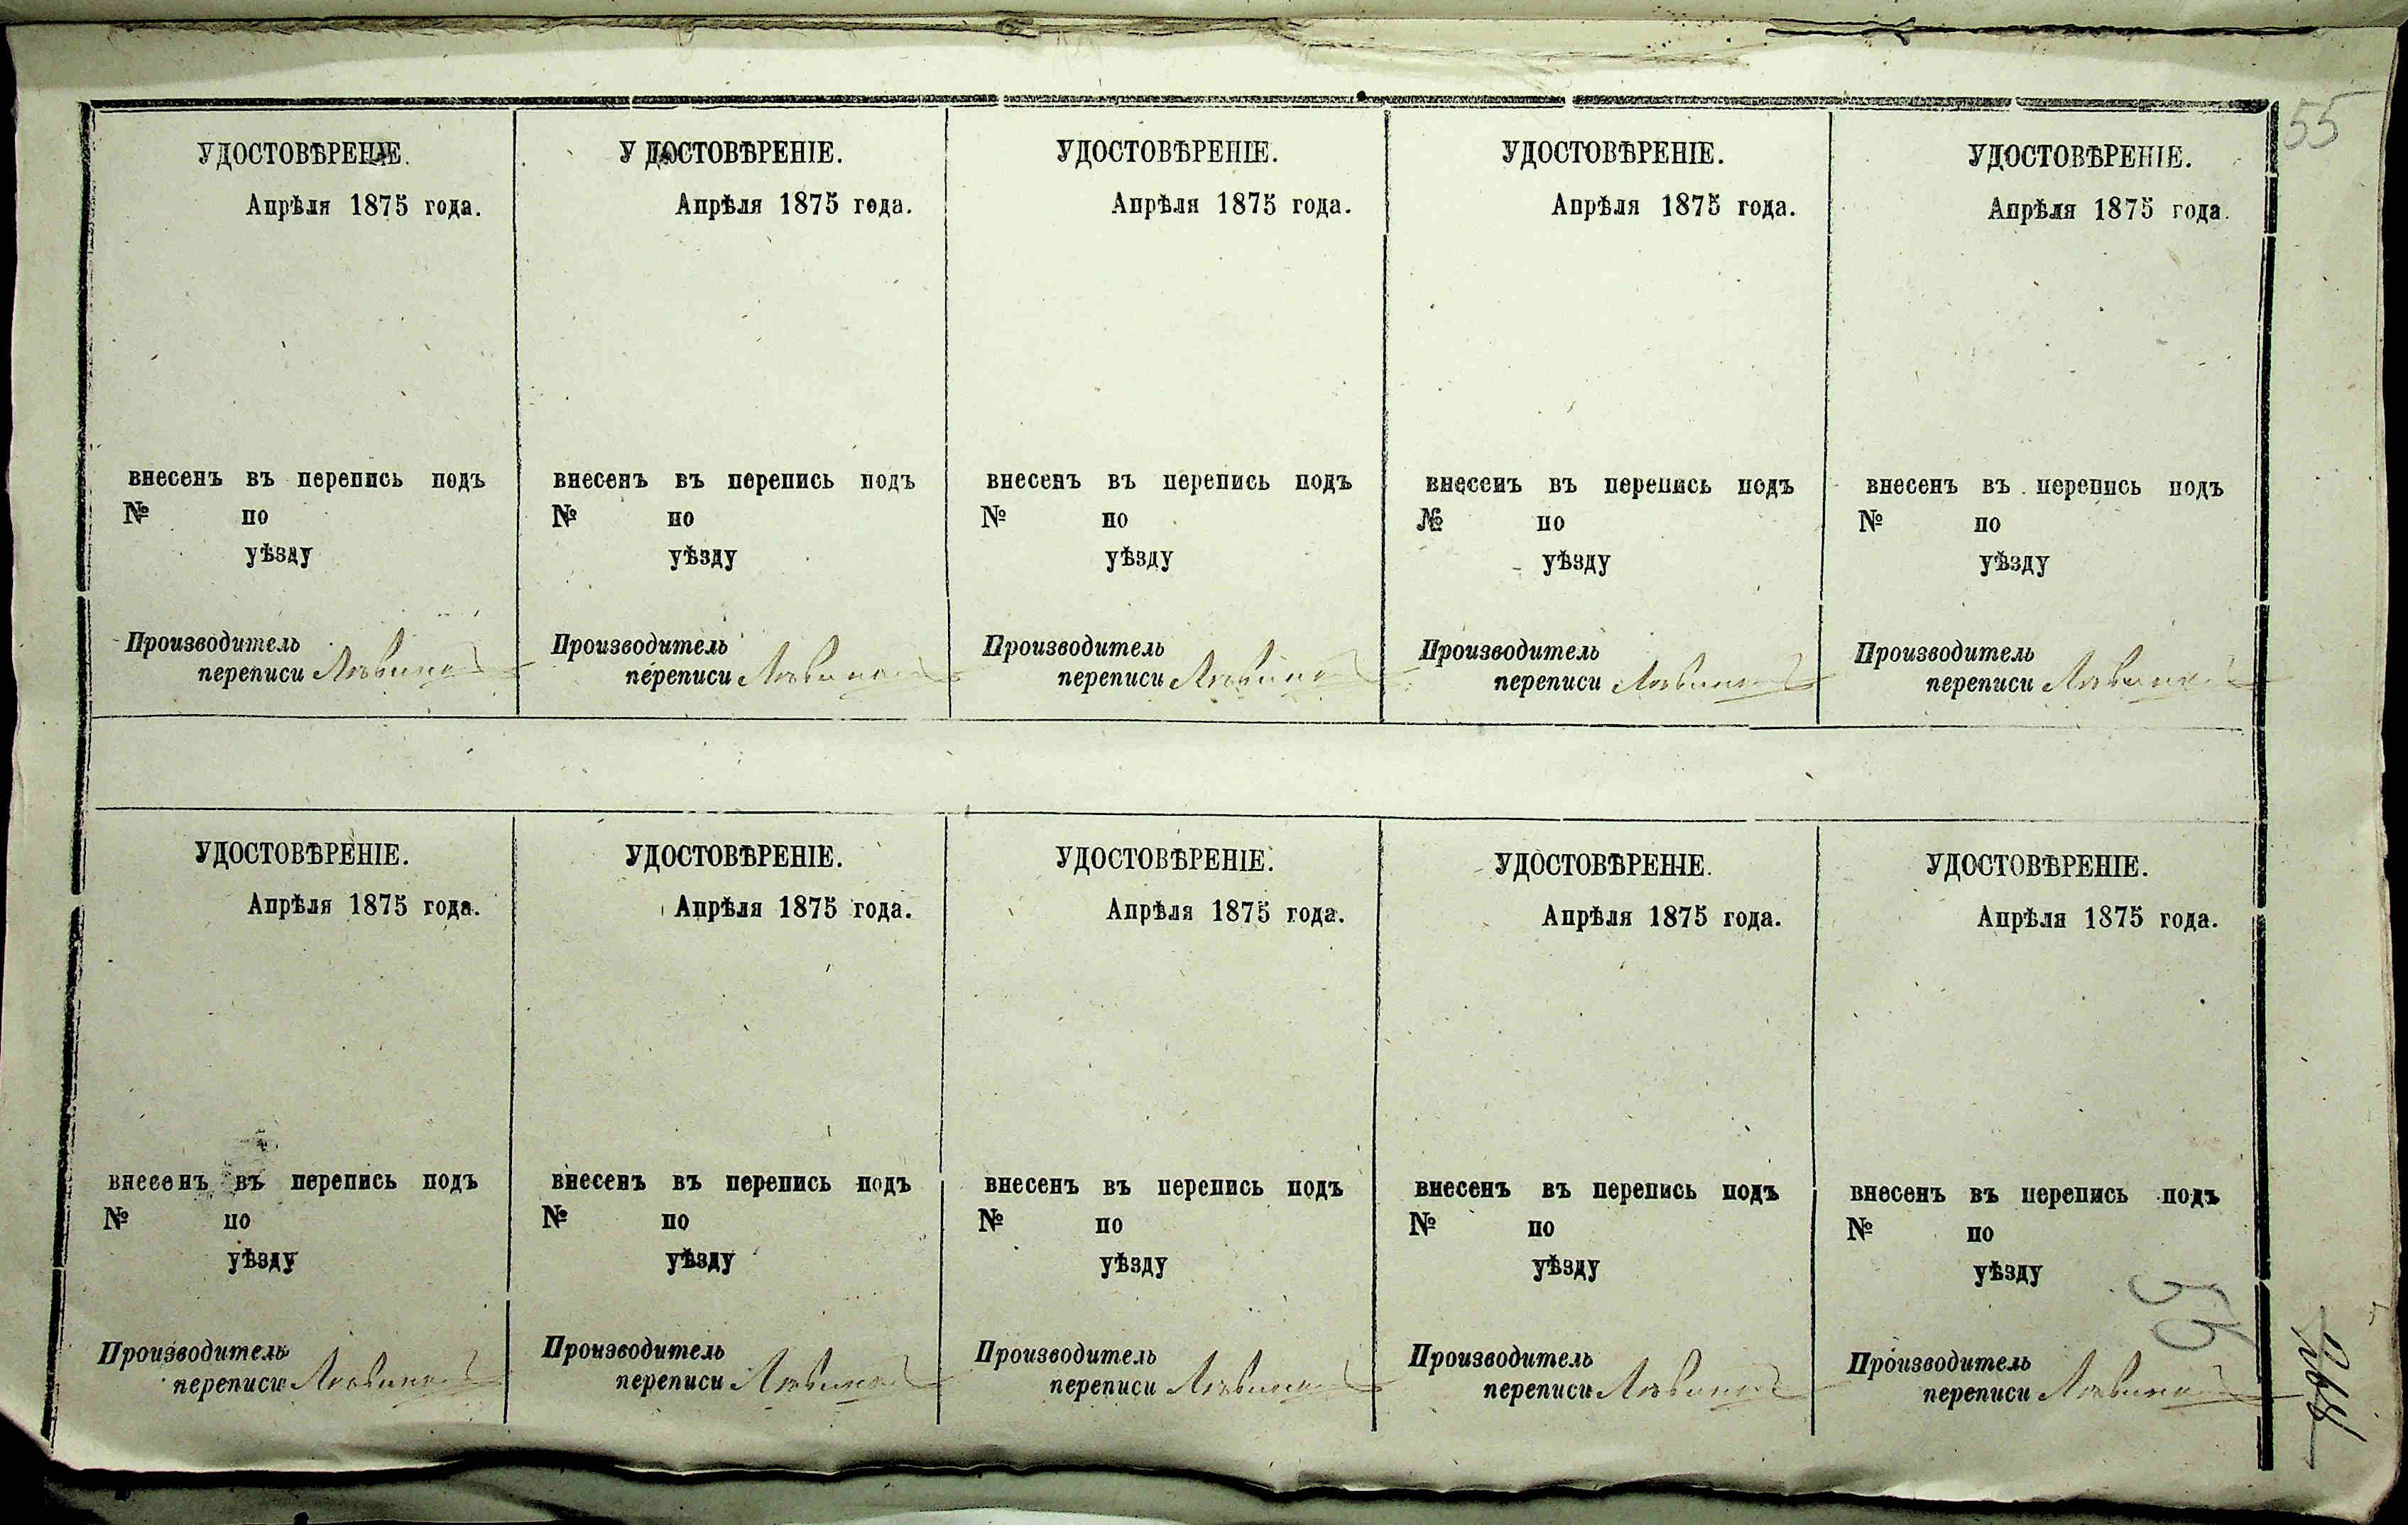 55
УДОСТОВѢРЕНІЕ.
Апрѣля 1875 года.
внесенъ въ перепись подъ
№ по
уѣзду
Производитель
переписи
УДОСТОВѢРЕНІЕ.
Апрѣля 1875 года.
внесенъ въ перепись подъ
№ по
уѣзду
Производитель
переписи
УДОСТОВѢРЕНІЕ.
Апрѣля 1875 года.
внесенъ въ перепись подъ
№ по
уѣзду
Производитель
переписи
УДОСТОВѢРЕНІЕ.
Апрѣля 1875 года.
внесенъ въ перепись подъ
№ по
уѣзду
Производитель
переписи
УДОСТОВѢРЕНІЕ.
Апрѣля 1875 года.
внесенъ въ перепись подъ
№ по
уѣзду
Производитель
переписи
УДОСТОВѢРЕНІЕ.
Апрѣля 1875 года.
внесенъ въ перепись подъ
№ по
уѣзду
Производитель
переписи
УДОСТОВѢРЕНІЕ.
Апрѣля 1875 года.
внесенъ въ перепись подъ
№ по
уѣзду
Производитель
переписи
УДОСТОВѢРЕНІЕ.
Апрѣля 1875 года.
внесенъ въ перепись подъ
№ по
уѣзду
Производитель
переписи
УДОСТОВѢРЕНІЕ.
Апрѣля 1875 года.
внесенъ въ перепись подъ
№ по
уѣзду
Производитель
переписи
УДОСТОВѢРЕНІЕ.
Апрѣля 1875 года.
внесенъ въ перепись подъ
№ по
уѣзду
Производитель
переписи